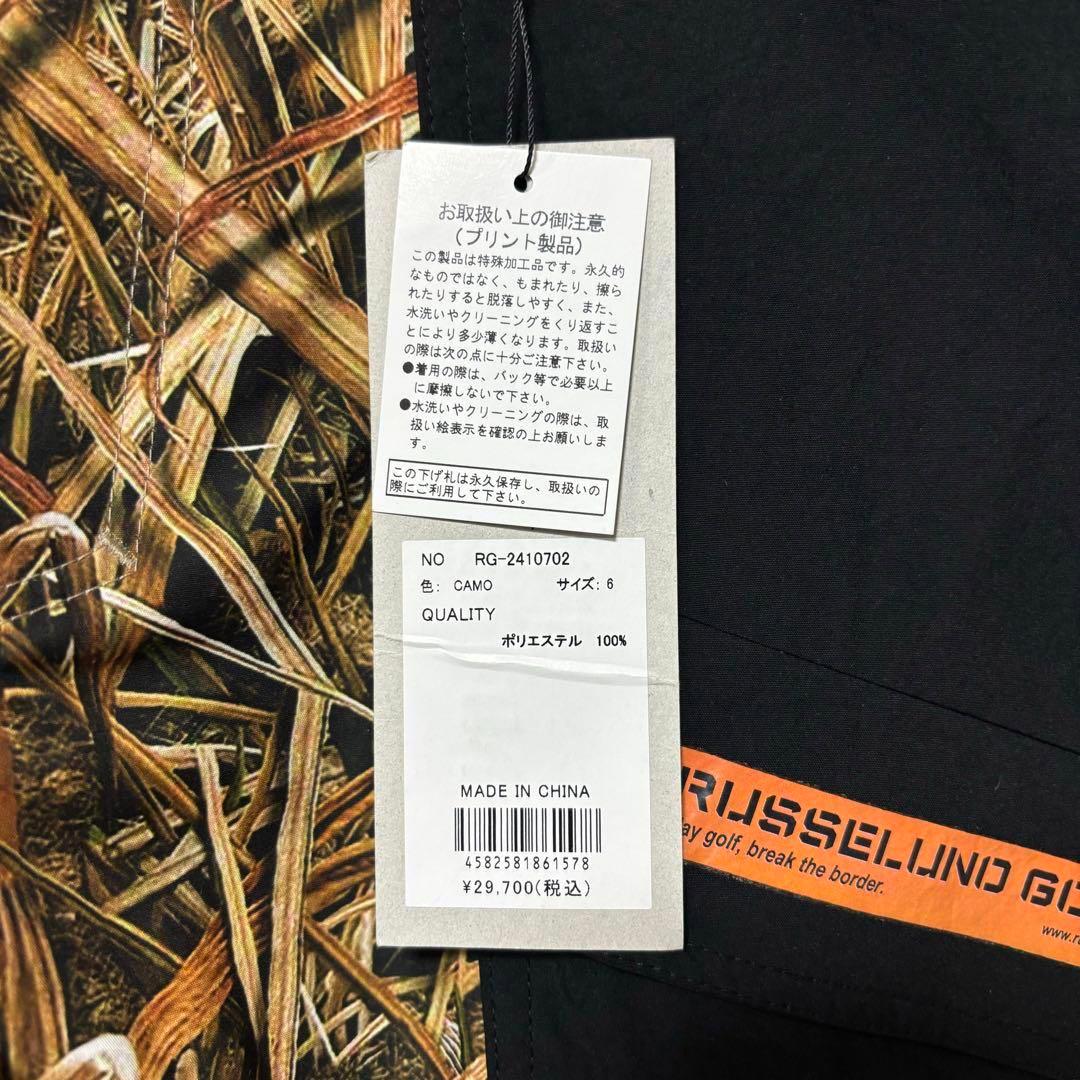 お取扱い上の御注意
(プリント製品)
この製品は特殊加工品です。永久的
なものではなく、もまれたり、擦ら
れたりすると脱落しやすく、また、
水洗いやクリーニングをくり返すこ
とにより多少薄くなります。取扱い
の際は次の点に十分ご注意下さい。
●着用の際は、バック等で必要以上
に摩擦しないで下さい。
●水洗いやクリーニングの際は、取
扱い絵表示を確認の上お願いしま
す。
この下げ札は永久保存し、取扱いの
際にご利用して下さい。
NO RG-2410702
色: CAMO サイズ: 6
QUALITY
ポリエステル 100%
MADE IN CHINA
4582581861578
¥29,700(税込)
RUSSELUNO GO
ay golf, break the border.
www.r